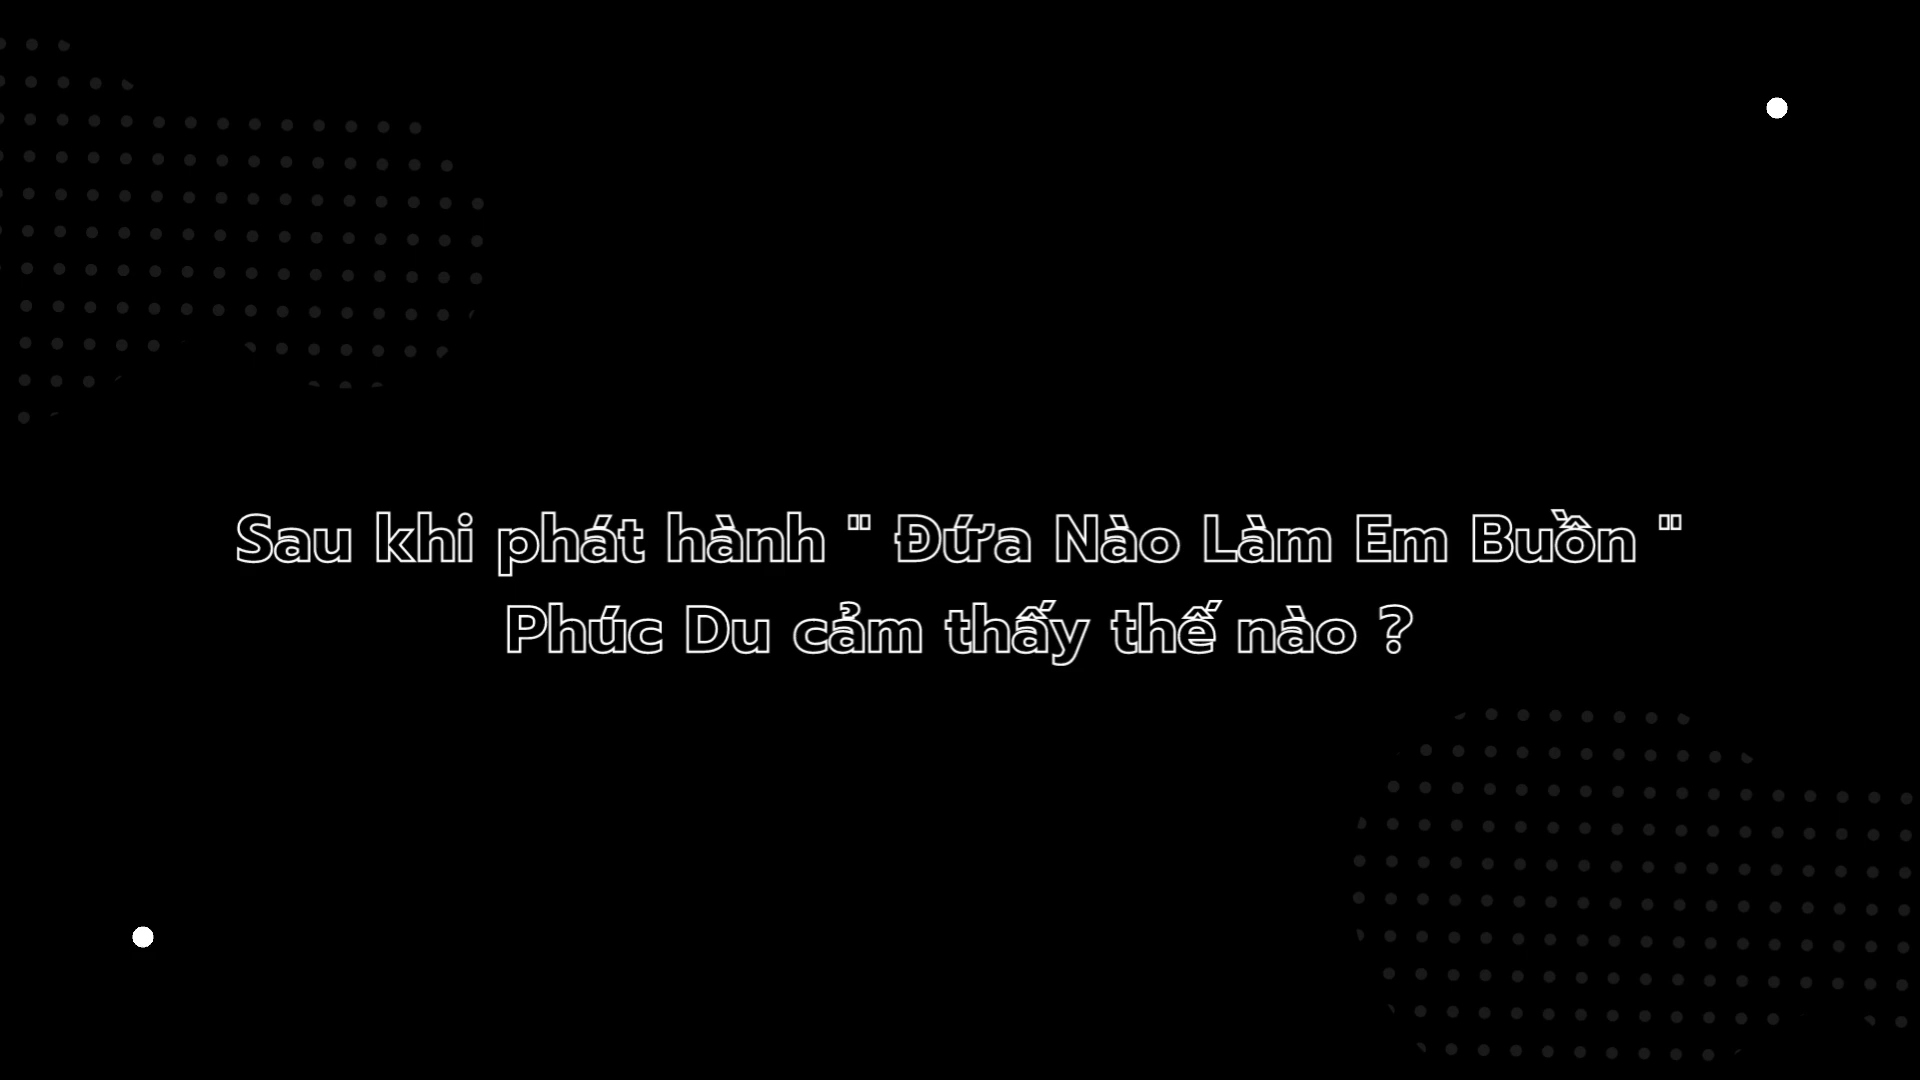 Sau khi phát hành " Đứa Nào Làm Em Buồn "
Phúc Du cảm thấy thế nào ?